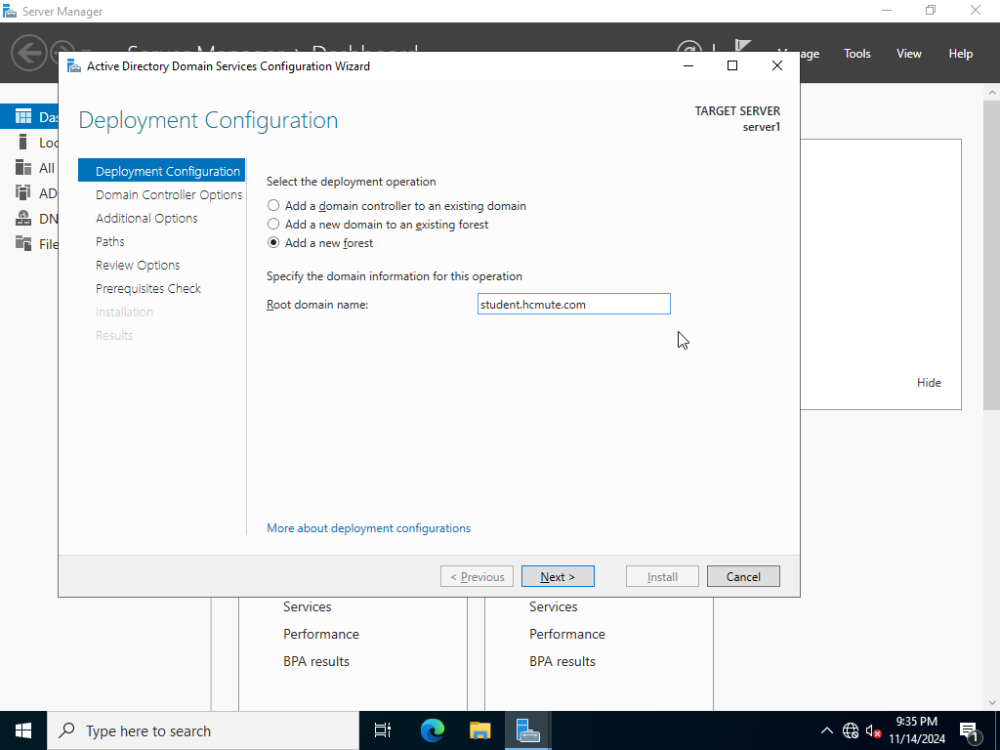 Server Manager
Manage Tools View Help
Active Directory Domain Services Configuration Wizard
Deployment Configuration
TARGET SERVER
server1
Deployment Configuration
Domain Controller Options
Additional Options
Paths
Review Options
Prerequisites Check
Installation
Results
Select the deployment operation
Add a domain controller to an existing domain
Add a new domain to an existing forest
Add a new forest
Specify the domain information for this operation
Root domain name: student.hcmute.com
More about deployment configurations
< Previous Next > Install Cancel
Das
Loc
All
AD
DN
File
Hide
Services
Performance
BPA results
Services
Performance
BPA results
Type here to search
9:35 PM
11/14/2024
1